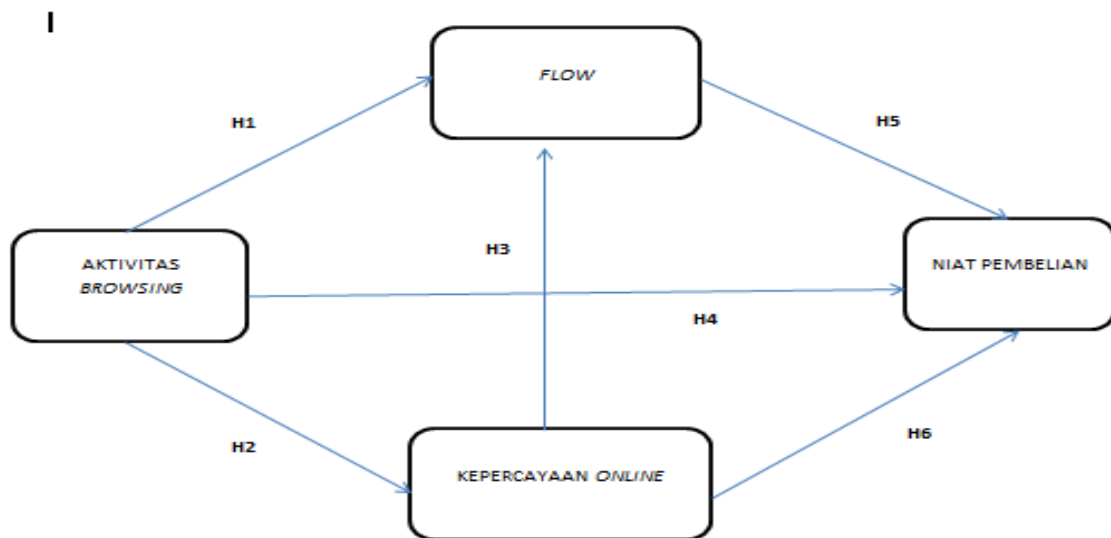 I
FLOW
H1
H5
H3
AKTIVITAS
BROWSING
NIAT PEMBELIAN
H4
H2
H6
KEPERCAYAAN ONLINE